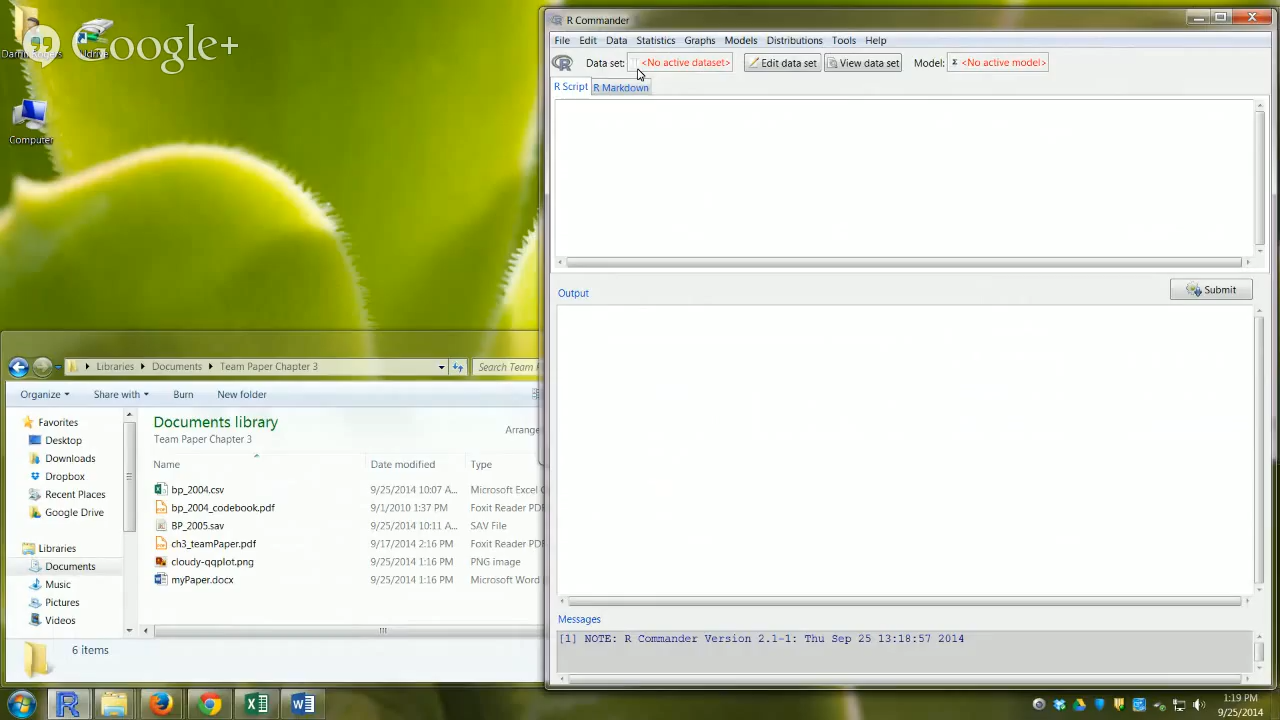 Google+
Computer
R Commander
File Edit Data Statistics Graphs Models Distributions Tools Help
Data set: <No active dataset> Edit data set View data set Model: Σ <No active model>
R Script R Markdown
Output
Submit
Messages
[1] NOTE: R Commander Version 2.1-1: Thu Sep 25 13:18:57 2014
Libraries Documents Team Paper Chapter 3
Search Team
Organize Share with Burn New folder
Favorites
Desktop
Downloads
Dropbox
Recent Places
Google Drive
Libraries
Documents
Music
Pictures
Videos
Documents library
Team Paper Chapter 3
Arrange
Name Date modified Type
bp_2004.csv 9/25/2014 10:07 A... Microsoft Excel
bp_2004_codebook.pdf 9/1/2010 1:37 PM Foxit Reader PDF
BP_2005.sav 9/25/2014 10:11 A... SAV File
ch3_teamPaper.pdf 9/17/2014 2:16 PM Foxit Reader PDF
cloudy-qqplot.png 9/25/2014 1:16 PM PNG image
myPaper.docx 9/25/2014 1:16 PM Microsoft Word
6 items
1:19 PM
9/25/2014